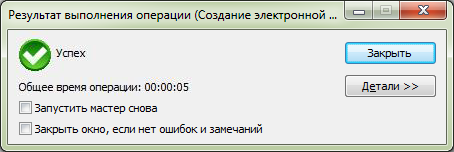 Результат выполнения операции (Создание электронной ...
Успех
Закрыть
Общее время операции: 00:00:05
Детали >>
Запустить мастер снова
Закрыть окно, если нет ошибок и замечаний